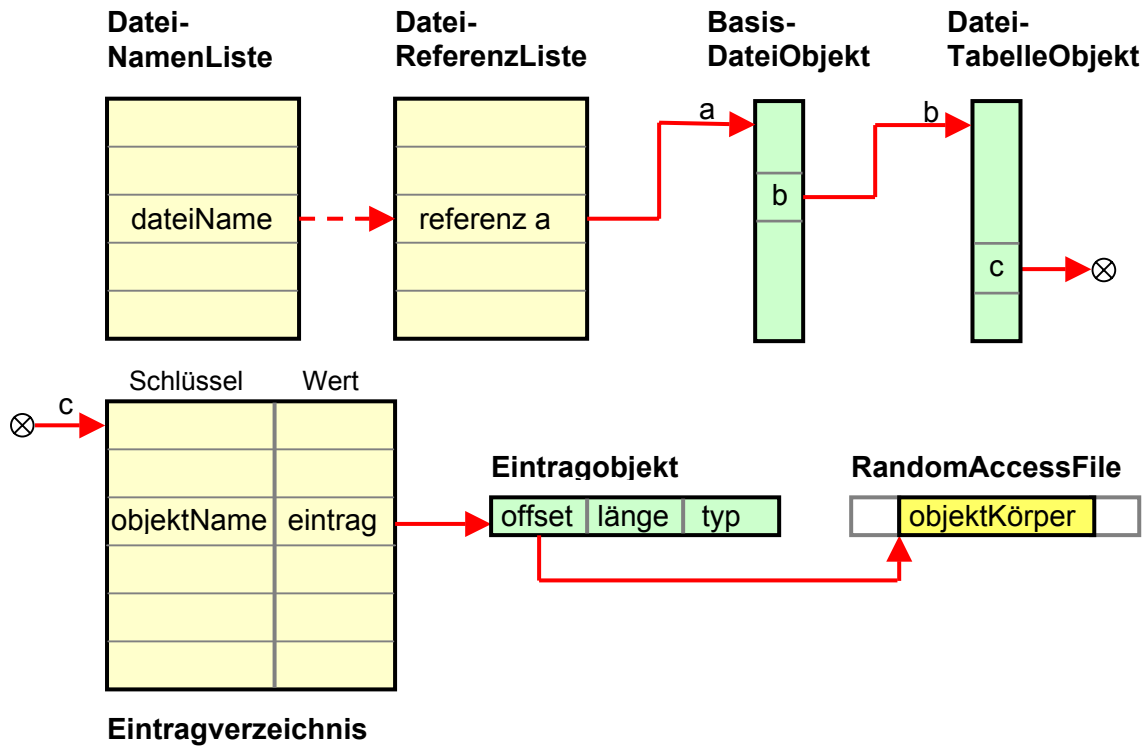 Datei-
NamenListe
Datei-
ReferenzListe
Basis-
DateiObjekt
Datei-
TabelleObjekt
a
b
dateiName
referenz a
b
c
Schlüssel
Wert
c
Eintragobjekt
RandomAccessFile
objektName
eintrag
offset
länge
typ
objektKörper
Eintragverzeichnis